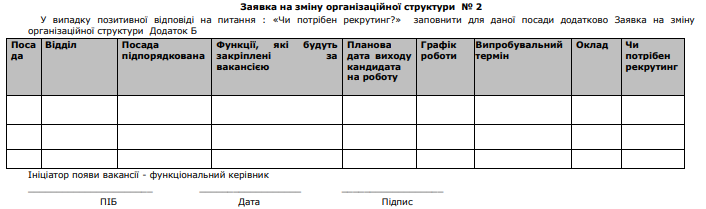 Заявка на зміну організаційної структури № 2
У випадку позитивної відповіді на питання : «Чи потрібен рекрутинг?» заповнити для даної посади додатково Заявка на зміну
організаційної структури Додаток Б
Поса
да
Відділ
Посада
підпорядкована
Функції, які будуть
закріплені за
вакансією
Планова
дата виходу
кандидата
на роботу
Графік
роботи
Випробувальний
термін
Оклад
Чи
потрібен
рекрутинг
Ініціатор появи вакансії - функціональний керівник
ПІБ Дата Підпис